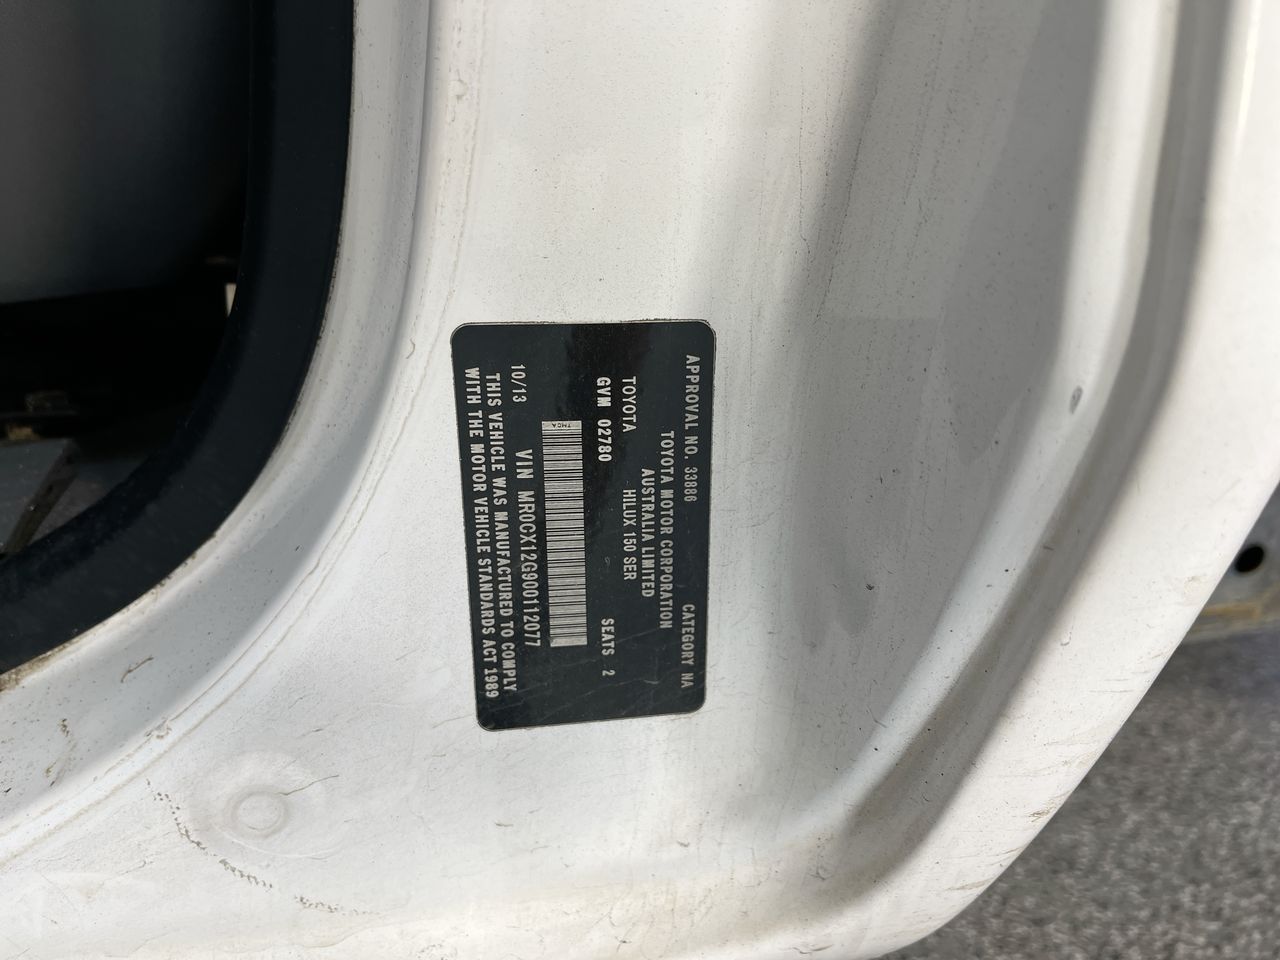 APPROVAL NO. 33886 CATEGORY NA
TOYOTA MOTOR CORPORATION
AUSTRALIA LIMITED
TOYOTA HILUX 150 SER
GVM 02780 SEATS 2
TMCA
VIN MR0CX12G900112077
10/13
THIS VEHICLE WAS MANUFACTURED TO COMPLY
WITH THE MOTOR VEHICLE STANDARDS ACT 1989